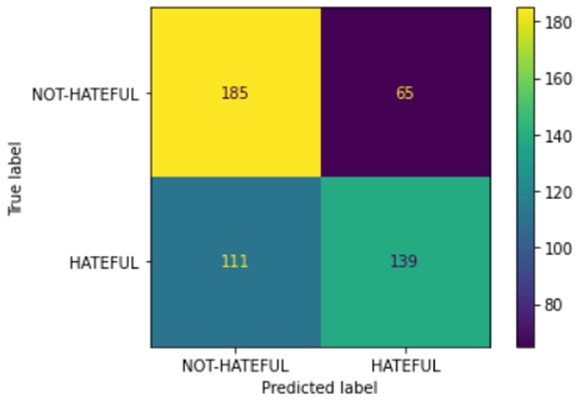 180
NOT-HATEFUL 185 65
160
140
True label
120
HATEFUL 111 139
100
80
NOT-HATEFUL HATEFUL
Predicted label